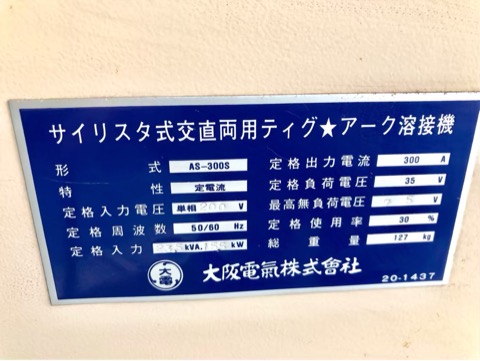 サイリスタ式交直両用ティグ★アーク溶接機
形式 AS-300S
特性 定電流
定格入力電圧 単相 200 V
定格周波数 50/60 Hz
定格入力 kVA, kW
定格出力電流 300 A
定格負荷電圧 35 V
最高無負荷電圧 V
定格使用率 30 %
総重量 127 kg
大電
大阪電氣株式會社
20-1437